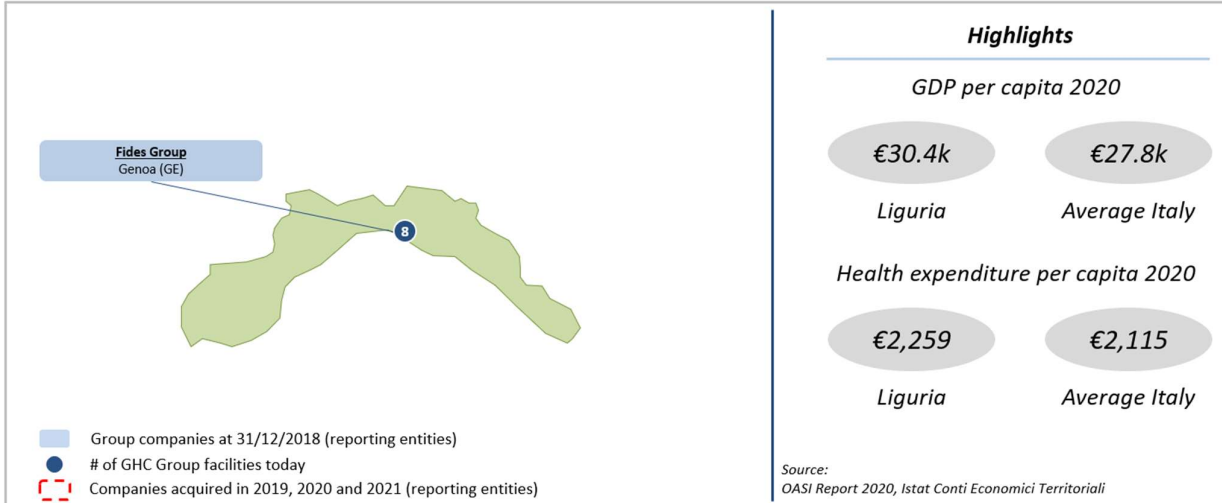 Fides Group
Genoa (GE)
8
Group companies at 31/12/2018 (reporting entities)
# of GHC Group facilities today
Companies acquired in 2019, 2020 and 2021 (reporting entities)
Highlights
GDP per capita 2020
€30.4k €27.8k
Liguria Average Italy
Health expenditure per capita 2020
€2,259 €2,115
Liguria Average Italy
Source:
OASI Report 2020, Istat Conti Economici Territoriali